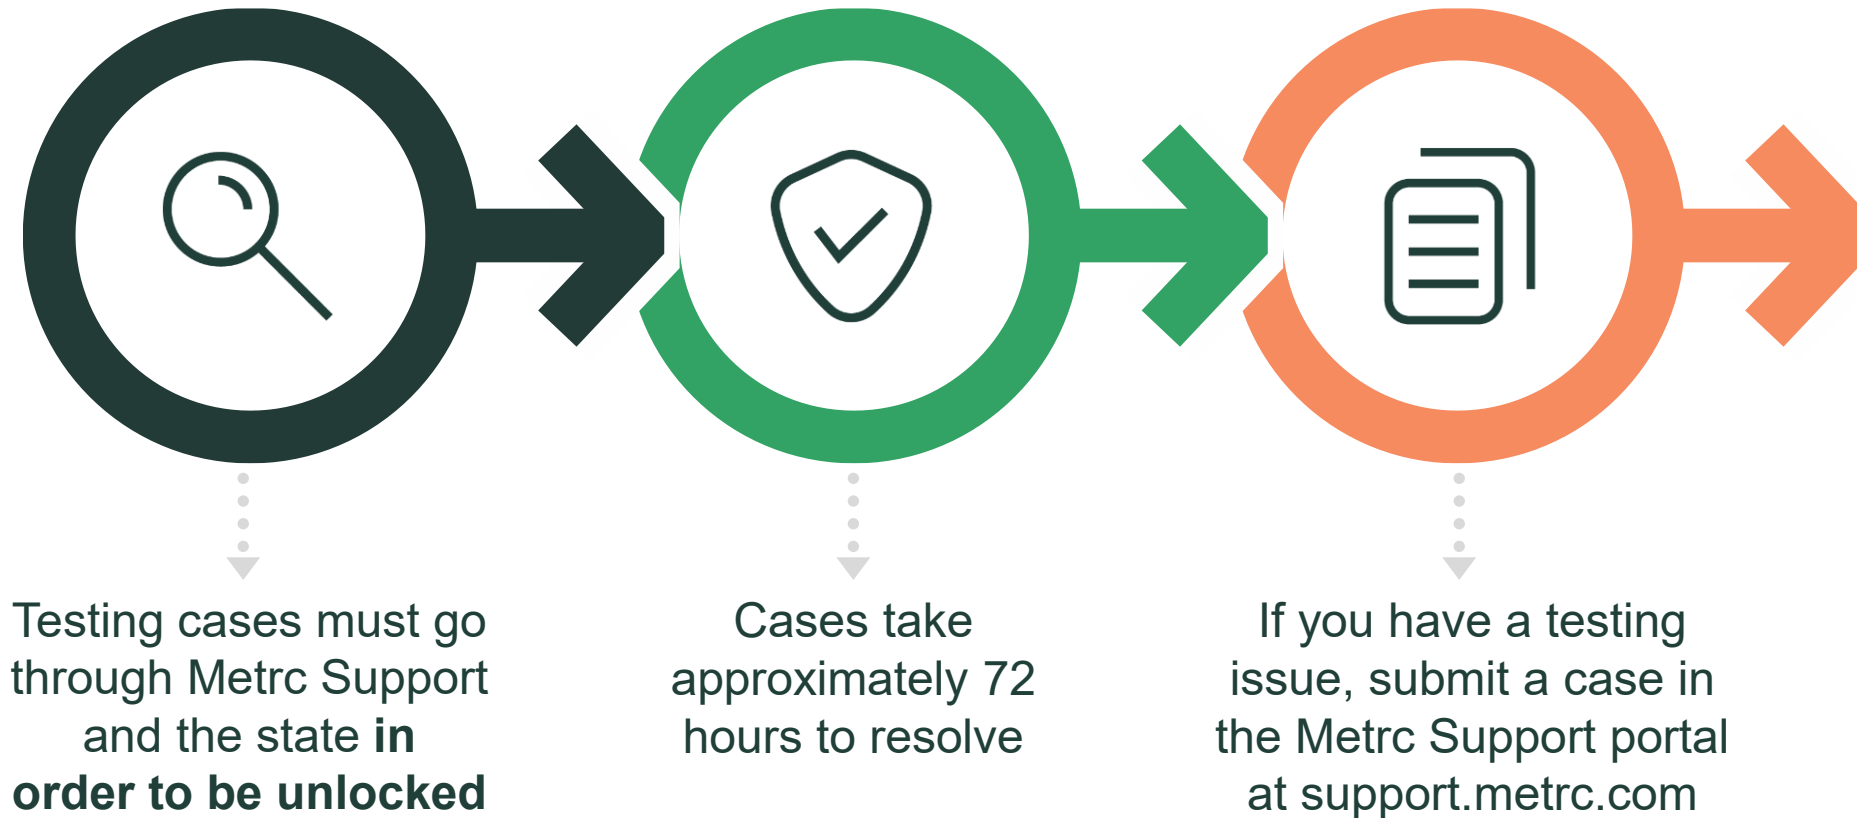 Testing cases must go
through Metrc Support
and the state in
order to be unlocked
Cases take
approximately 72
hours to resolve
If you have a testing
issue, submit a case in
the Metrc Support portal
at support.metrc.com